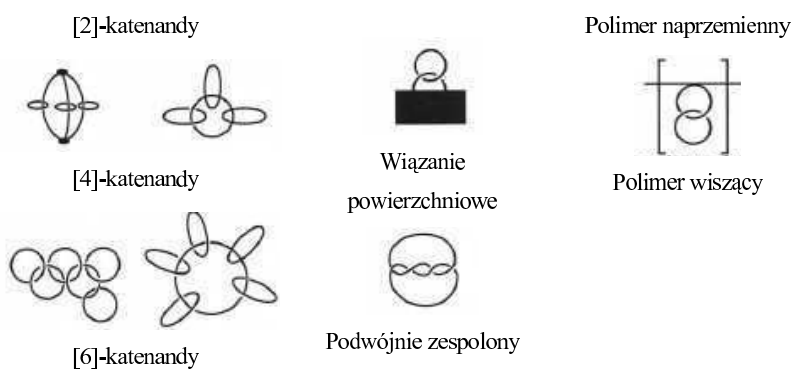 [2]-katenandy
Polimer naprzemienny
[4]-katenandy
Wiązanie
powierzchniowe
Polimer wiszący
[6]-katenandy
Podwójnie zespolony